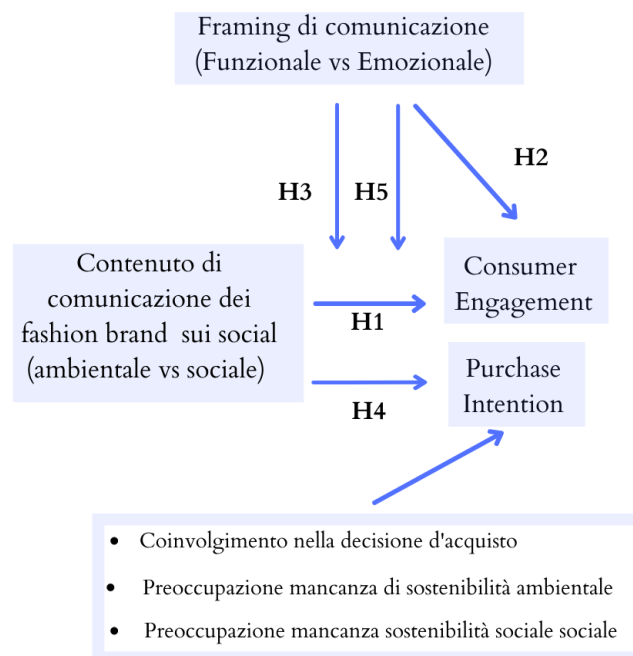 Framing di comunicazione
(Funzionale vs Emozionale)
H2
H3
H5
Contenuto di
comunicazione dei
fashion brand sui social
(ambientale vs sociale)
Consumer
Engagement
H1
Purchase
Intention
H4
• Coinvolgimento nella decisione d'acquisto
• Preoccupazione mancanza di sostenibilità ambientale
• Preoccupazione mancanza sostenibilità sociale sociale